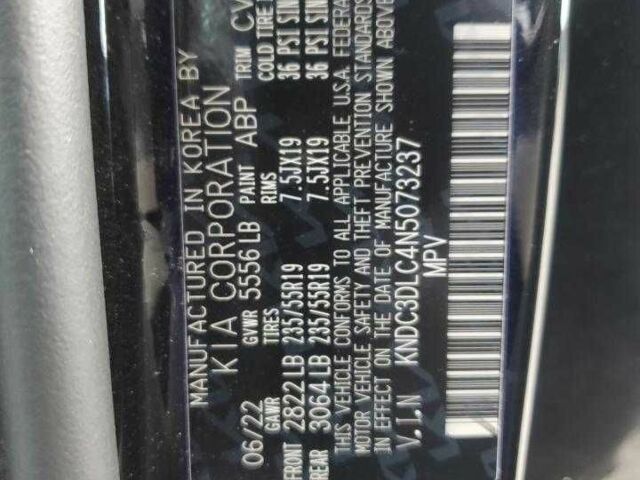 MANUFACTURED IN KOREA BY
KIA CORPORATION
06/22 GVWR 5556 LB PAINT ABP TRIM CV
GAWR TIRES RIMS COLD TIRE
FRONT 2822 LB 235/55R19 7.5JX19 36 PSI SIN
REAR 3064 LB 235/55R19 7.5JX19 36 PSI SIN
THIS VEHICLE CONFORMS TO ALL APPLICABLE U.S.A. FEDERAL
MOTOR VEHICLE SAFETY AND THEFT PREVENTION STANDARDS
IN EFFECT ON THE DATE OF MANUFACTURE SHOWN ABOVE
V.I.N KNDC3DLC4N5073237
MPV